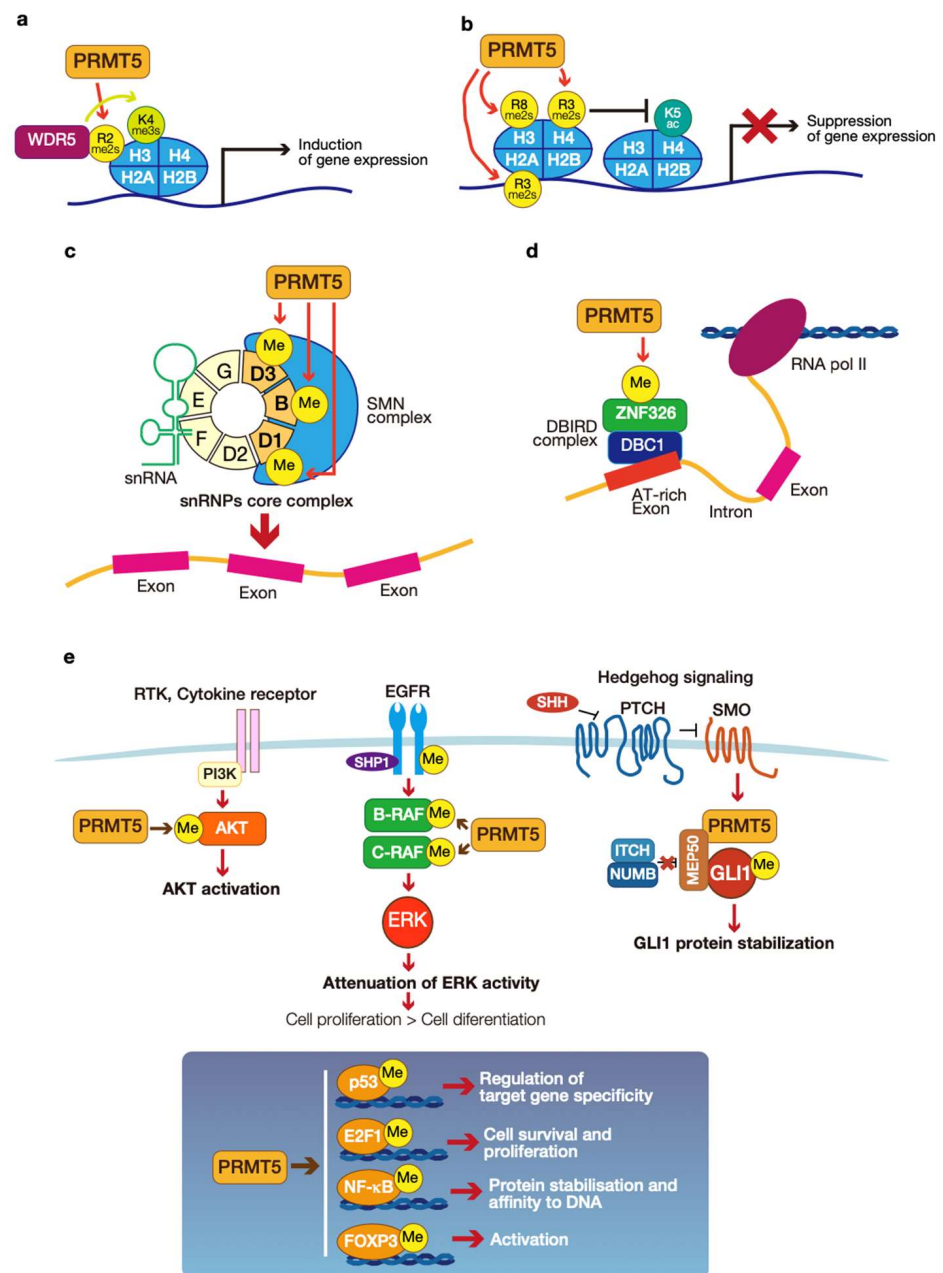 a
PRMT5
WDR5
R2
me2s
K4
me3s
H3
H4
H2A
H2B
Induction
of gene expression
b
PRMT5
R8
me2s
R3
me2s
K5
ac
H3
H4
H2A
H2B
R3
me2s
H3
H4
H2A
H2B
Suppression
of gene expression
c
PRMT5
Me
G
D3
E
B
Me
F
D1
D2
Me
SMN
complex
snRNA
snRNPs core complex
Exon
Exon
Exon
d
PRMT5
Me
ZNF326
DBIRD
complex
DBC1
RNA pol II
AT-rich
Exon
Intron
Exon
e
RTK, Cytokine receptor
PI3K
PRMT5
Me
AKT
AKT activation
EGFR
SHP1
Me
B-RAF
Me
C-RAF
Me
PRMT5
ERK
Attenuation of ERK activity
Cell proliferation > Cell diferentiation
Hedgehog signaling
SHH
PTCH
SMO
PRMT5
ITCH
NUMB
MEP50
GLI1
Me
GLI1 protein stabilization
PRMT5
p53
Me
Regulation of
target gene specificity
E2F1
Me
Cell survival and
proliferation
NF-κB
Me
Protein stabilisation and
affinity to DNA
FOXP3
Me
Activation